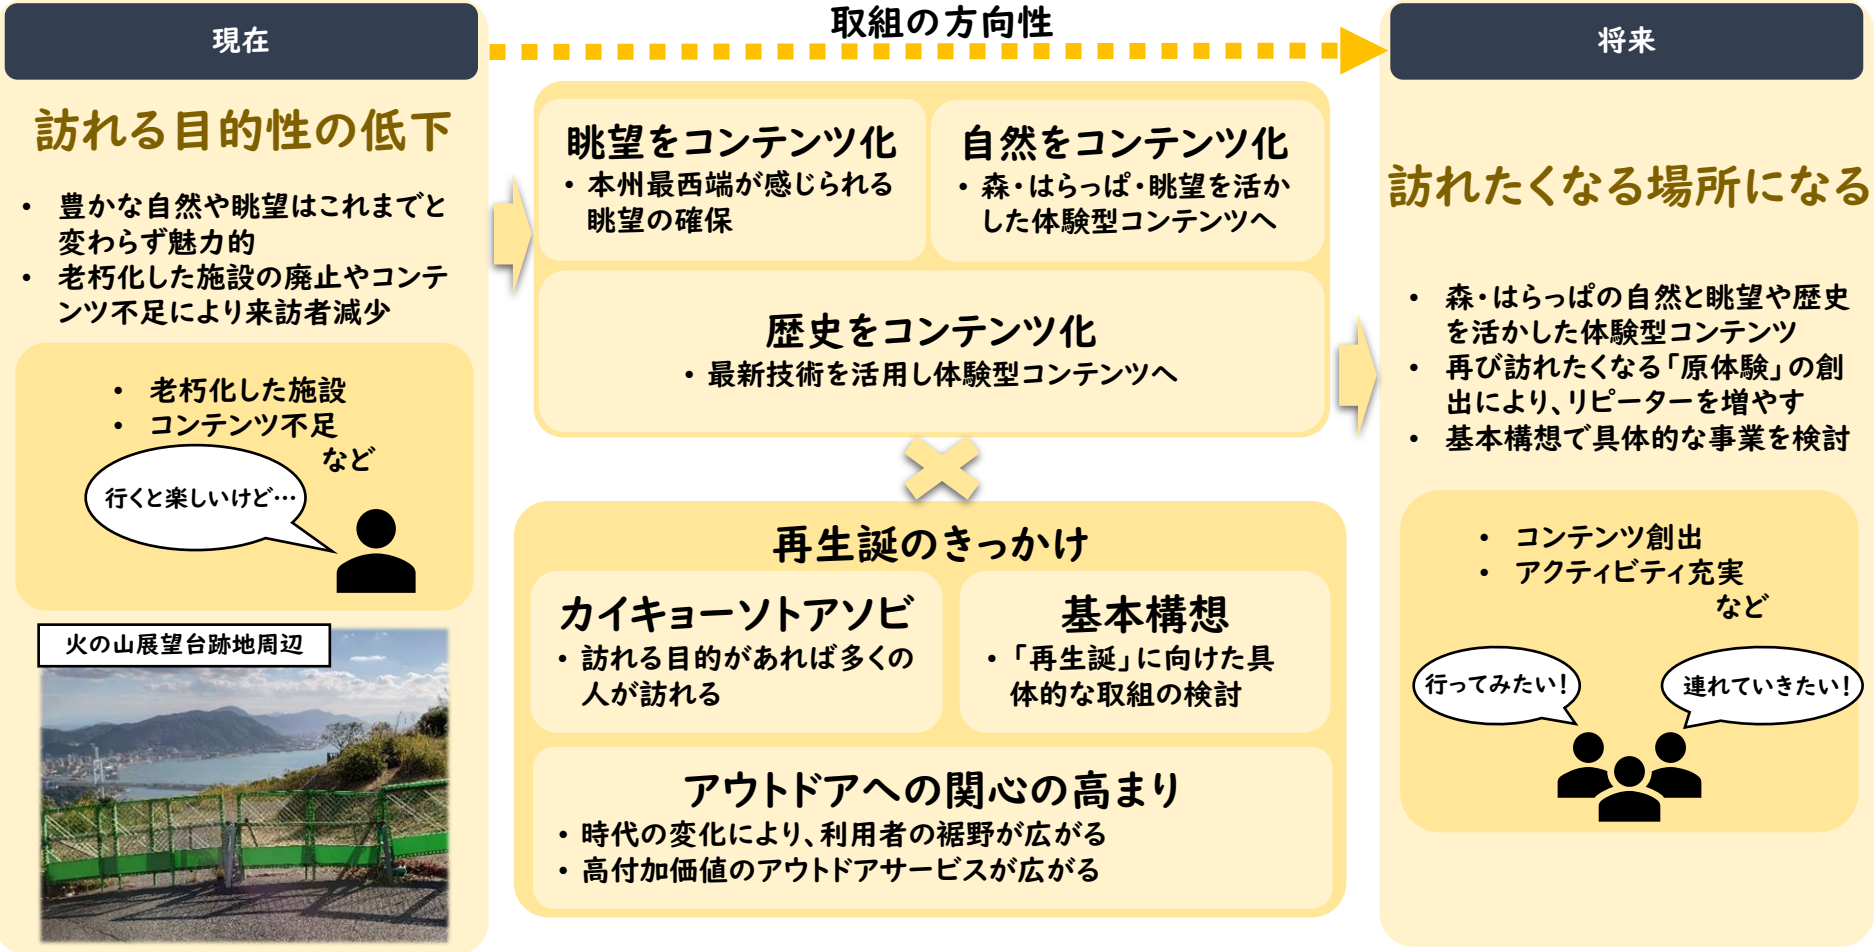 現在
取組の方向性
将来
訪れる目的性の低下
• 豊かな自然や眺望はこれまでと
変わらず魅力的
• 老朽化した施設の廃止やコンテ
ンツ不足により来訪者減少
• 老朽化した施設
• コンテンツ不足
など
行くと楽しいけど…
火の山展望台跡地周辺
眺望をコンテンツ化
• 本州最西端が感じられる
眺望の確保
自然をコンテンツ化
• 森・はらっぱ・眺望を活か
した体験型コンテンツへ
歴史をコンテンツ化
• 最新技術を活用し体験型コンテンツへ
再生誕のきっかけ
カイキョーソトアソビ
• 訪れる目的があれば多くの
人が訪れる
基本構想
• 「再生誕」に向けた具
体的な取組の検討
アウトドアへの関心の高まり
• 時代の変化により、利用者の裾野が広がる
• 高付加価値のアウトドアサービスが広がる
訪れたくなる場所になる
• 森・はらっぱの自然と眺望や歴史
を活かした体験型コンテンツ
• 再び訪れたくなる「原体験」の創
出により、リピーターを増やす
• 基本構想で具体的な事業を検討
• コンテンツ創出
• アクティビティ充実
など
行ってみたい!
連れていきたい!